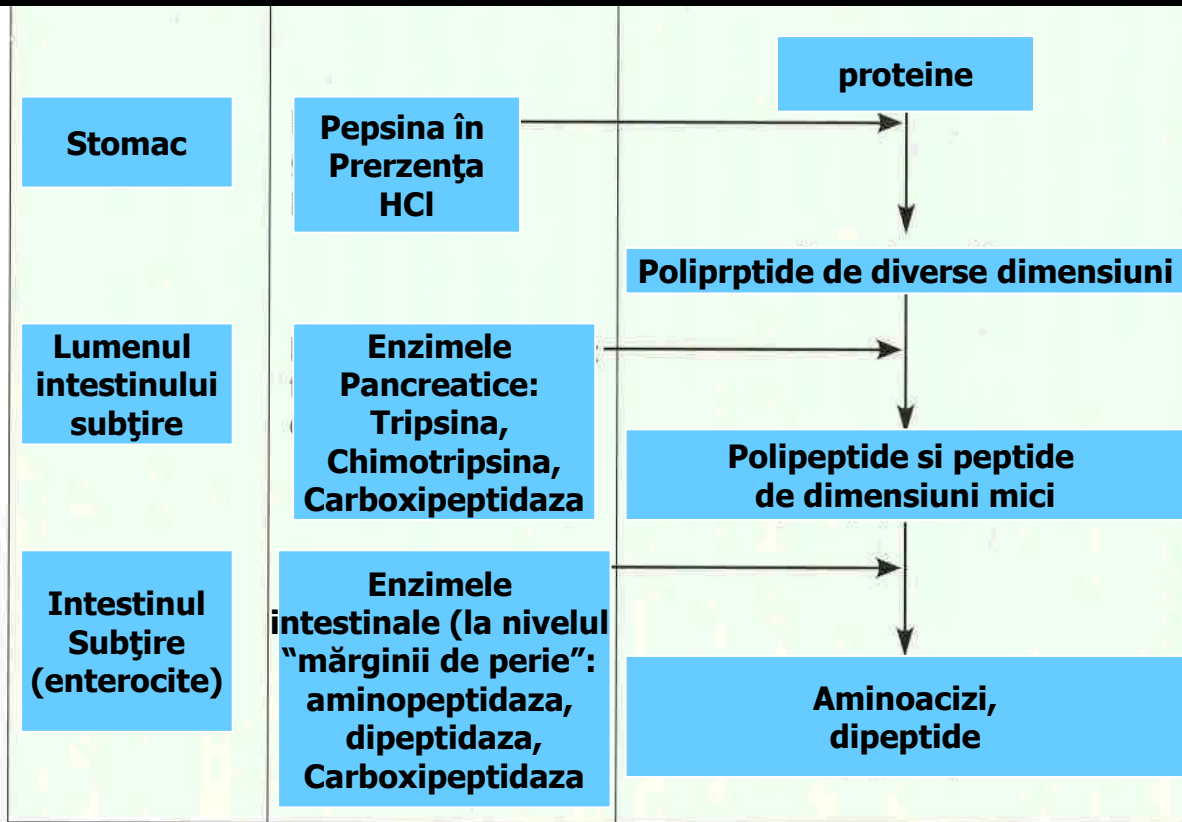 proteine
Stomac
Pepsina în
Prerzenţa
HCl
Poliprptide de diverse dimensiuni
Lumenul
intestinului
subţire
Enzimele
Pancreatice:
Tripsina,
Chimotripsina,
Carboxipeptidaza
Polipeptide si peptide
de dimensiuni mici
Intestinul
Subţire
(enterocite)
Enzimele
intestinale (la nivelul
“mărginii de perie”:
aminopeptidaza,
dipeptidaza,
Carboxipeptidaza
Aminoacizi,
dipeptide